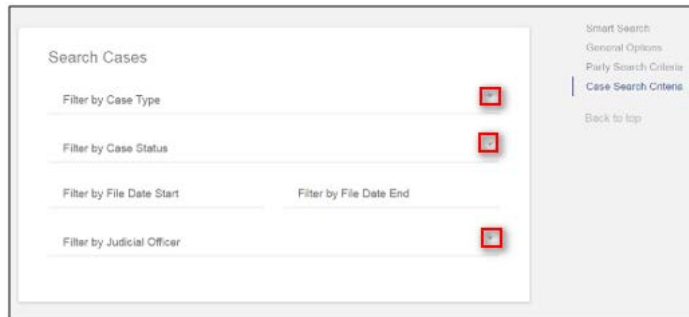 Search Cases
Filter by Case Type
Filter by Case Status
Filter by File Date Start
Filter by File Date End
Filter by Judicial Officer
Smart Search
General Options
Party Search Criteria
Case Search Criteria
Back to top